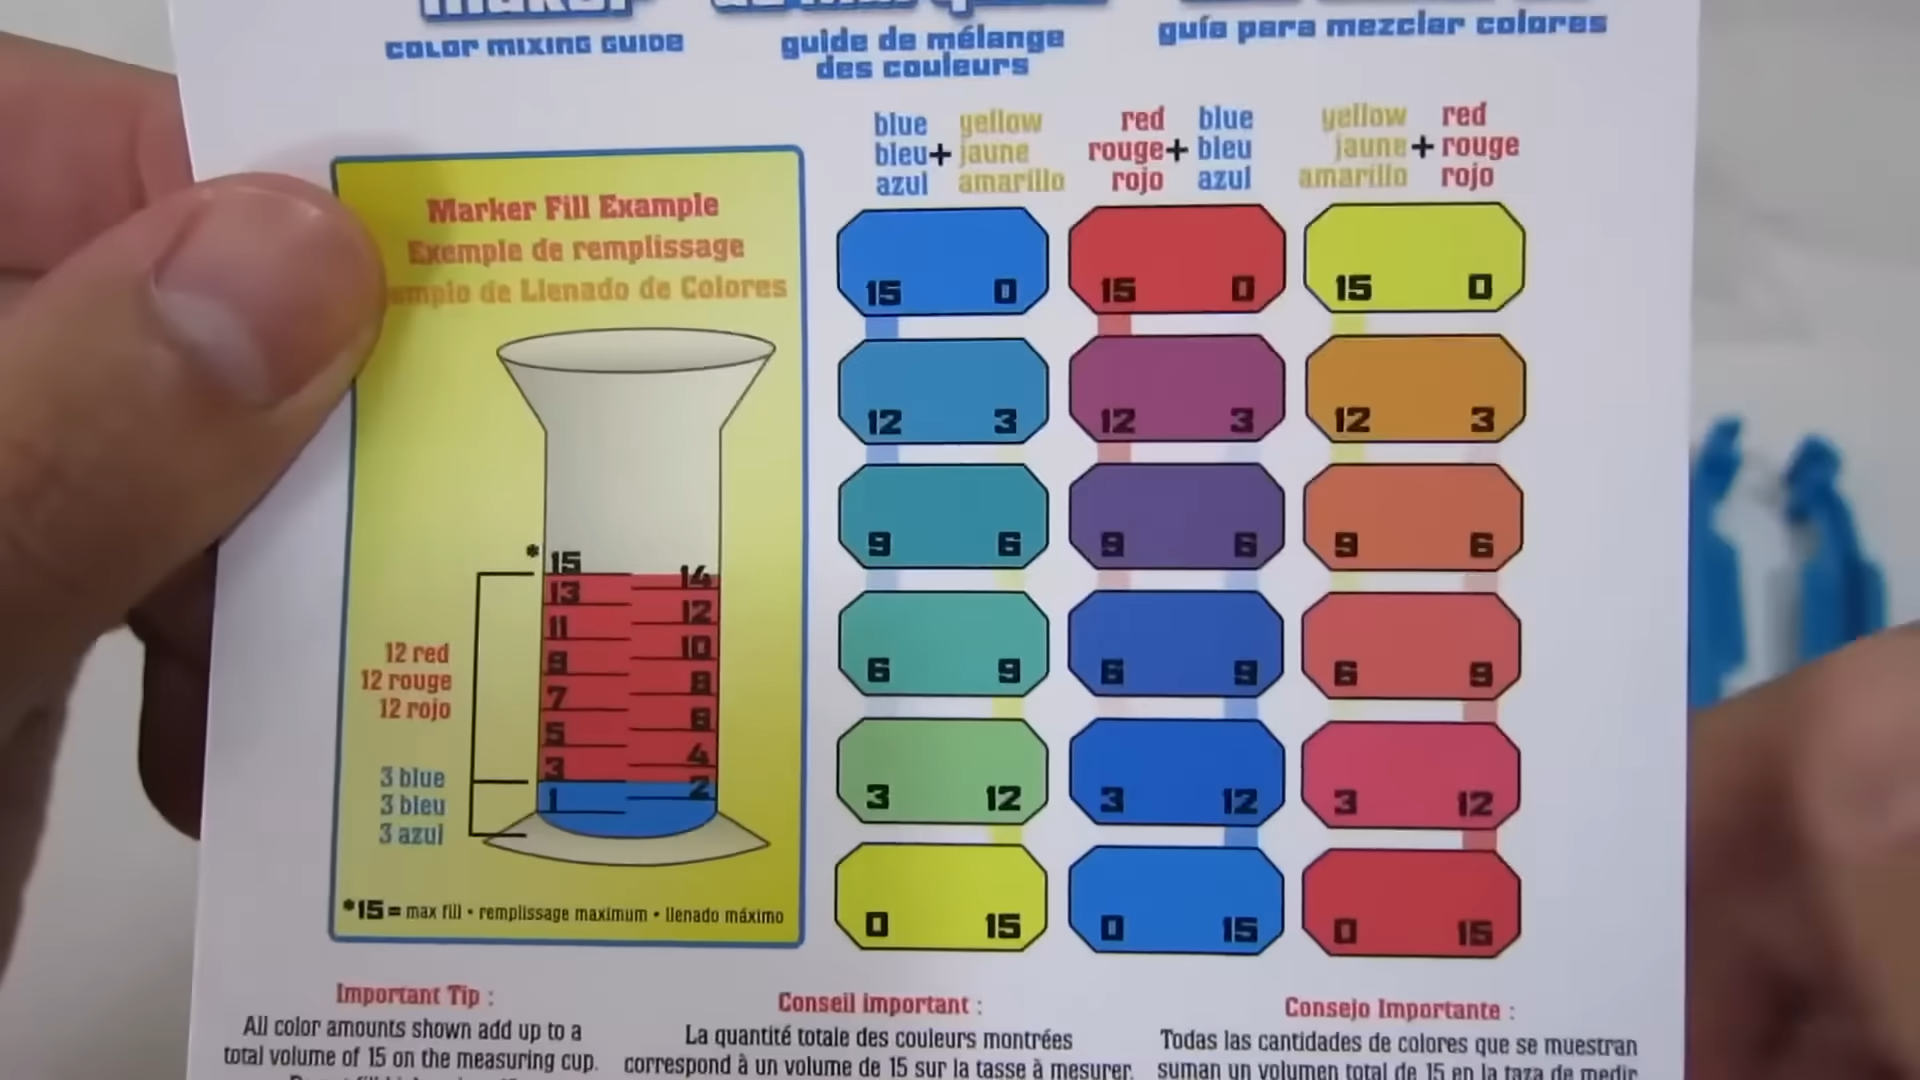 COLOR MIXING GUIDE
guide de mélange
des couleurs
guía para mezclar colores
blue
bleu + jaune
azul
yellow
amarillo
red
rouge + bleu
rojo
blue
azul
yellow
jaune + rouge
amarillo
red
rojo
Marker Fill Example
Exemple de remplissage
emplo de Llenado de Colores
15 0
15 0
15 0
12 3
12 3
12 3
9 6
9 6
9 6
6 9
6 9
6 9
3 12
3 12
3 12
0 15
0 15
0 15
* 15
14
13
12
11
10
9
8
7
6
5
4
3
2
1
12 red
12 rouge
12 rojo
3 blue
3 bleu
3 azul
*15 = max fill • remplissage maximum • llenado máximo
Important Tip :
All color amounts shown add up to a
total volume of 15 on the measuring cup.
Conseil important :
La quantité totale des couleurs montrées
correspond à un volume de 15 sur la tasse à mesurer.
Consejo Importante :
Todas las cantidades de colores que se muestran
suman un volumen total de 15 en la taza de medir